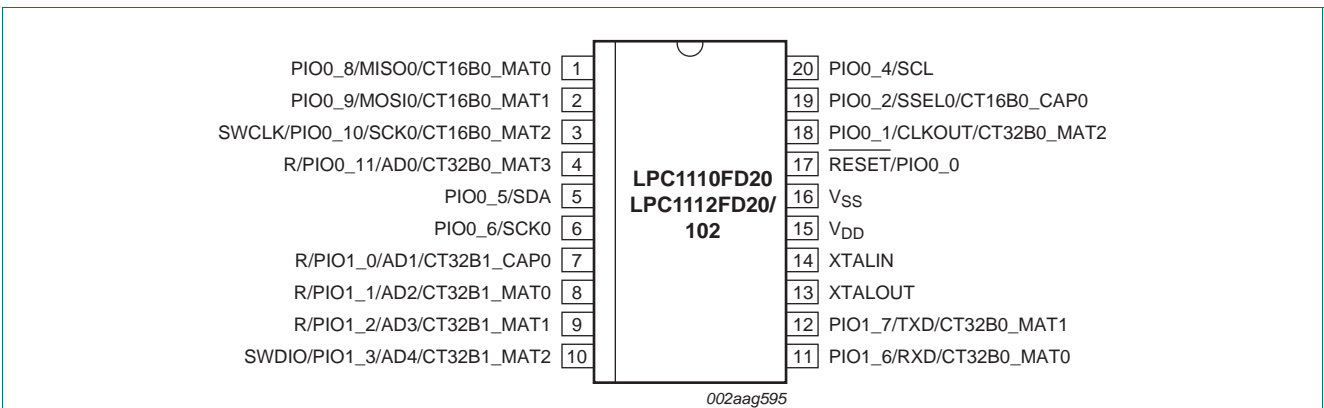 PIO0_8/MISO0/CT16B0_MAT0 1
PIO0_9/MOSI0/CT16B0_MAT1 2
SWCLK/PIO0_10/SCK0/CT16B0_MAT2 3
R/PIO0_11/AD0/CT32B0_MAT3 4
PIO0_5/SDA 5
PIO0_6/SCK0 6
R/PIO1_0/AD1/CT32B1_CAP0 7
R/PIO1_1/AD2/CT32B1_MAT0 8
R/PIO1_2/AD3/CT32B1_MAT1 9
SWDIO/PIO1_3/AD4/CT32B1_MAT2 10
LPC1110FD20
LPC1112FD20/
102
20 PIO0_4/SCL
19 PIO0_2/SSEL0/CT16B0_CAP0
18 PIO0_1/CLKOUT/CT32B0_MAT2
17 RESET/PIO0_0
16 VSS
15 VDD
14 XTALIN
13 XTALOUT
12 PIO1_7/TXD/CT32B0_MAT1
11 PIO1_6/RXD/CT32B0_MAT0
002aag595